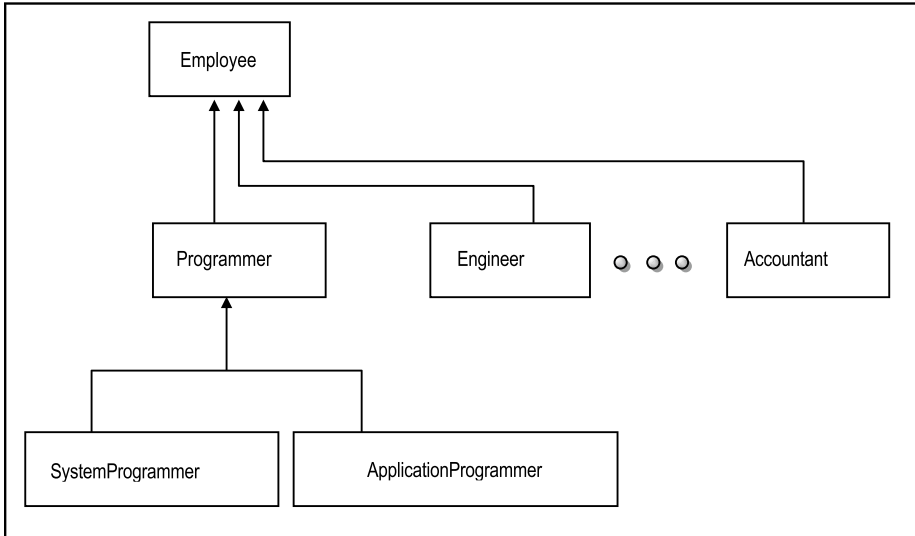 Employee
Programmer
Engineer
Accountant
SystemProgrammer
ApplicationProgrammer